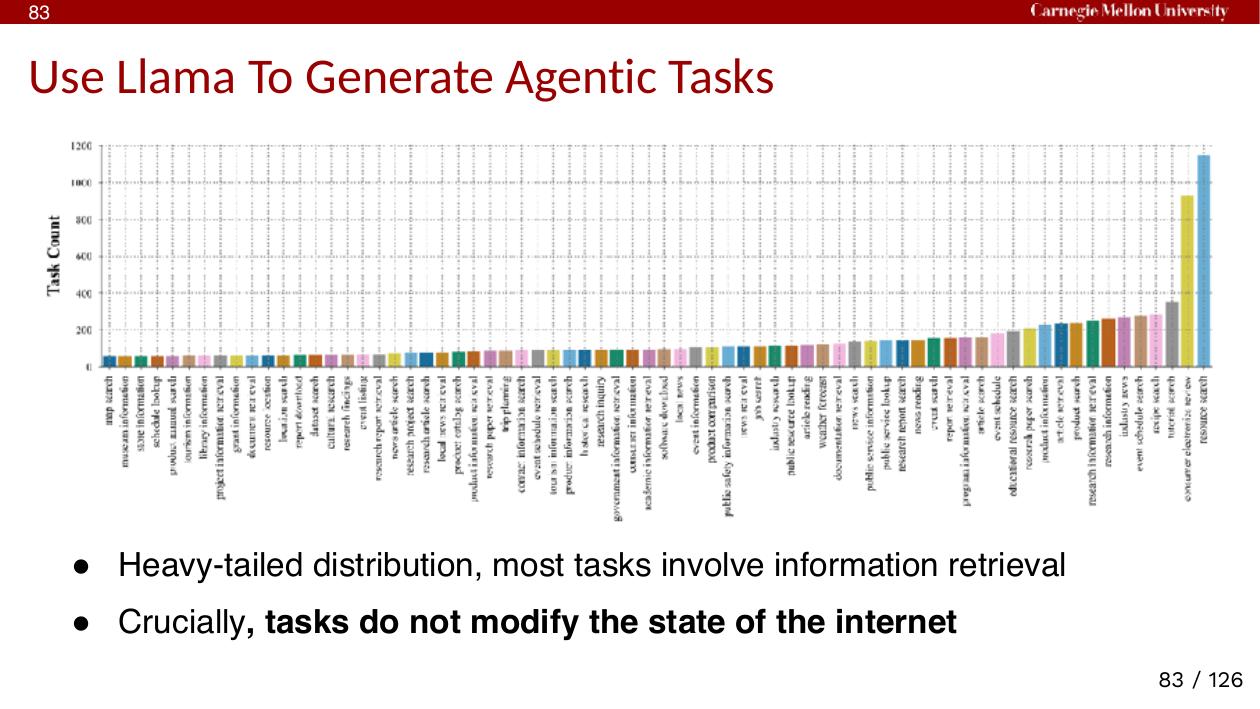 83
Carnegie Mellon University
Use Llama To Generate Agentic Tasks
Task Count
1200
1000
800
600
400
200
0
map search
museum information
store information
schedule lookup
product manual search
tourism information
library information
project information retrieval
grant information
document retrieval
resource location
location search
report download
dataset search
cultural research
research findings
event listing
research report retrieval
news article search
research project search
research article search
local news retrieval
product catalog search
product information retrieval
research paper retrieval
trip planning
contact information search
event schedule retrieval
tourism information search
product information search
historical research
research inquiry
government information retrieval
consumer information
academic information retrieval
software download
local news
event information
product comparison
public safety information search
news retrieval
job search
industry research
public resource lookup
article reading
weather forecast
documentation retrieval
news search
public service information
public service lookup
research report search
news reading
event search
report retrieval
program information retrieval
article search
event schedule
educational resource search
research paper search
product information
article retrieval
product search
research information retrieval
research information
industry news
event schedule search
recipe search
tutorial search
consumer electronics review
resource search
● Heavy-tailed distribution, most tasks involve information retrieval
● Crucially, tasks do not modify the state of the internet
83 / 126